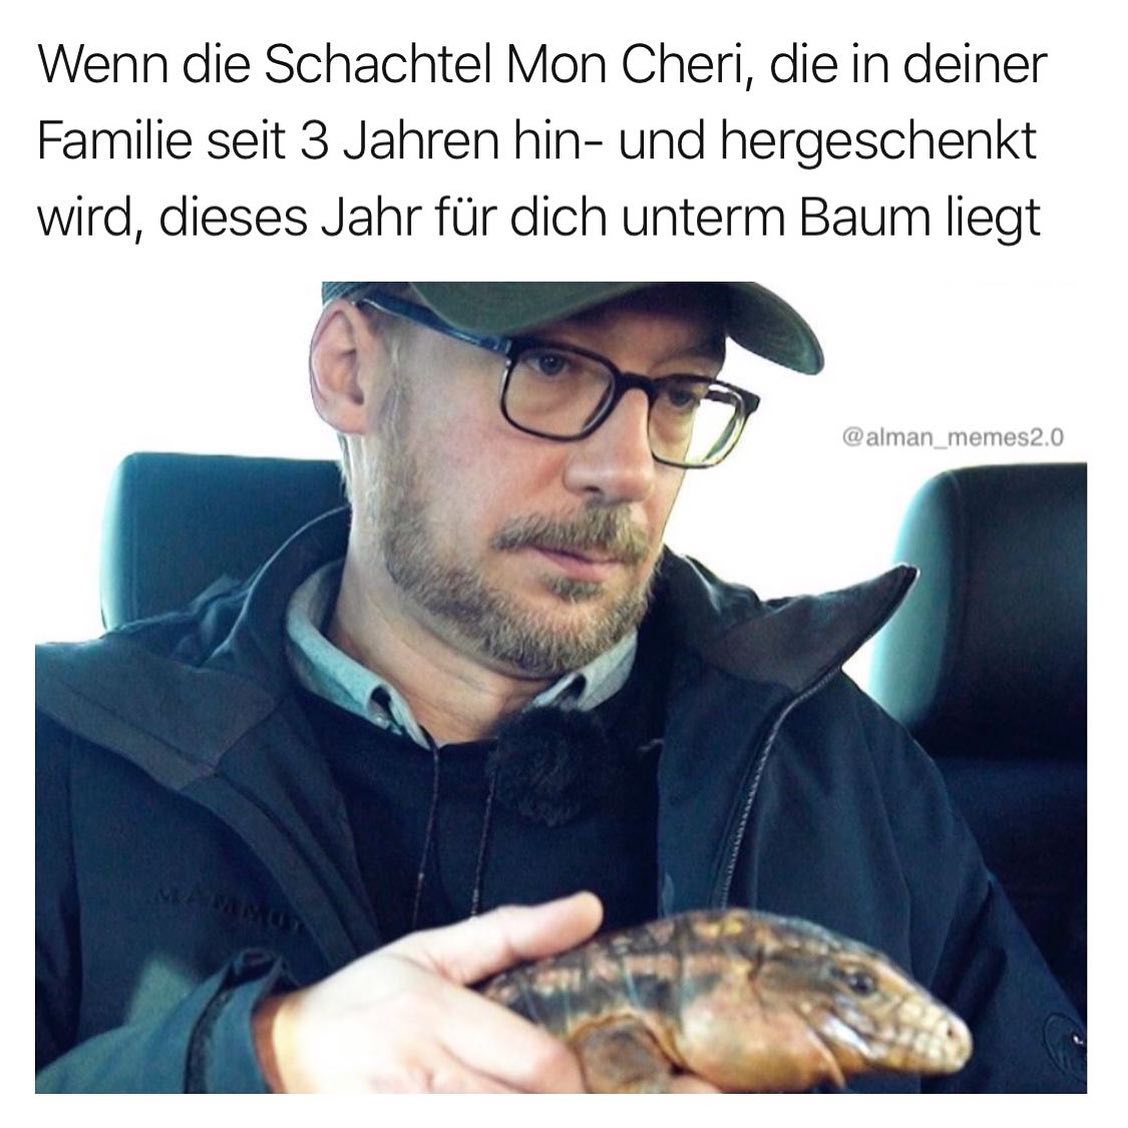 Wenn die Schachtel Mon Cheri, die in deiner
Familie seit 3 Jahren hin- und hergeschenkt
wird, dieses Jahr für dich unterm Baum liegt
@alman_memes2.0
MAMMUT